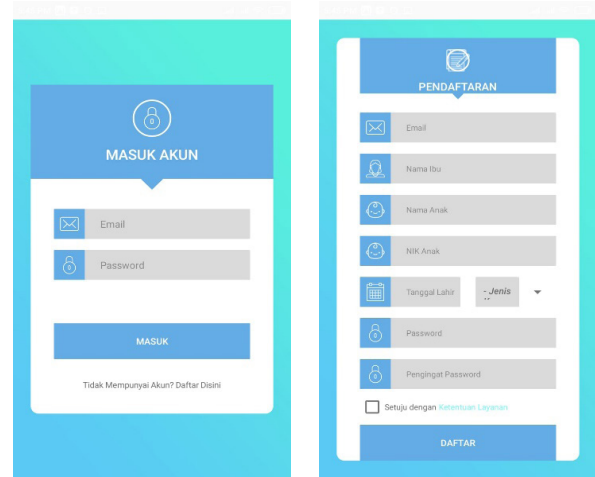 MASUK AKUN
Email
Password
MASUK
Tidak Mempunyai Akun? Daftar Disini
PENDAFTARAN
Email
Nama Ibu
Nama Anak
NIK Anak
Tanggal Lahir
- Jenis
Password
Pengingat Password
Setuju dengan Ketentuan Layanan
DAFTAR